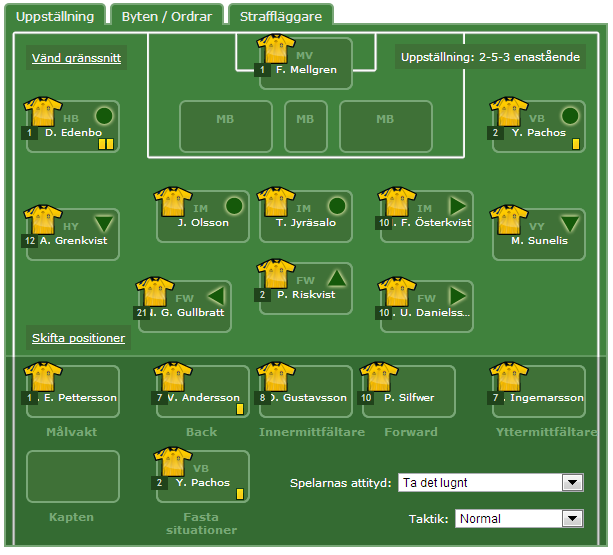 Uppställning Byten / Ordrar Straffläggare
Vänd gränssnitt
MV
1 F. Mellgren
Uppställning: 2-5-3 enastående
HB
1 D. Edenbo
MB
MB
MB
VB
2 Y. Pachos
HY
12 A. Grenkvist
IM
J. Olsson
IM
T. Jyräsalo
IM
10 . F. Österkvist
VY
M. Sunelis
FW
21 N. G. Gullbratt
FW
2 P. Riskvist
FW
10 . U. Danielss...
Skifta positioner
1 . E. Pettersson
7 V. Andersson
8 D. Gustavsson
10 P. Silfwer
7 . Ingemarsson
Målvakt
Back
Innermittfältare
Forward
Yttermittfältare
VB
2 Y. Pachos
Kapten
Fasta
situationer
Spelarnas attityd: Ta det lugnt
Taktik: Normal